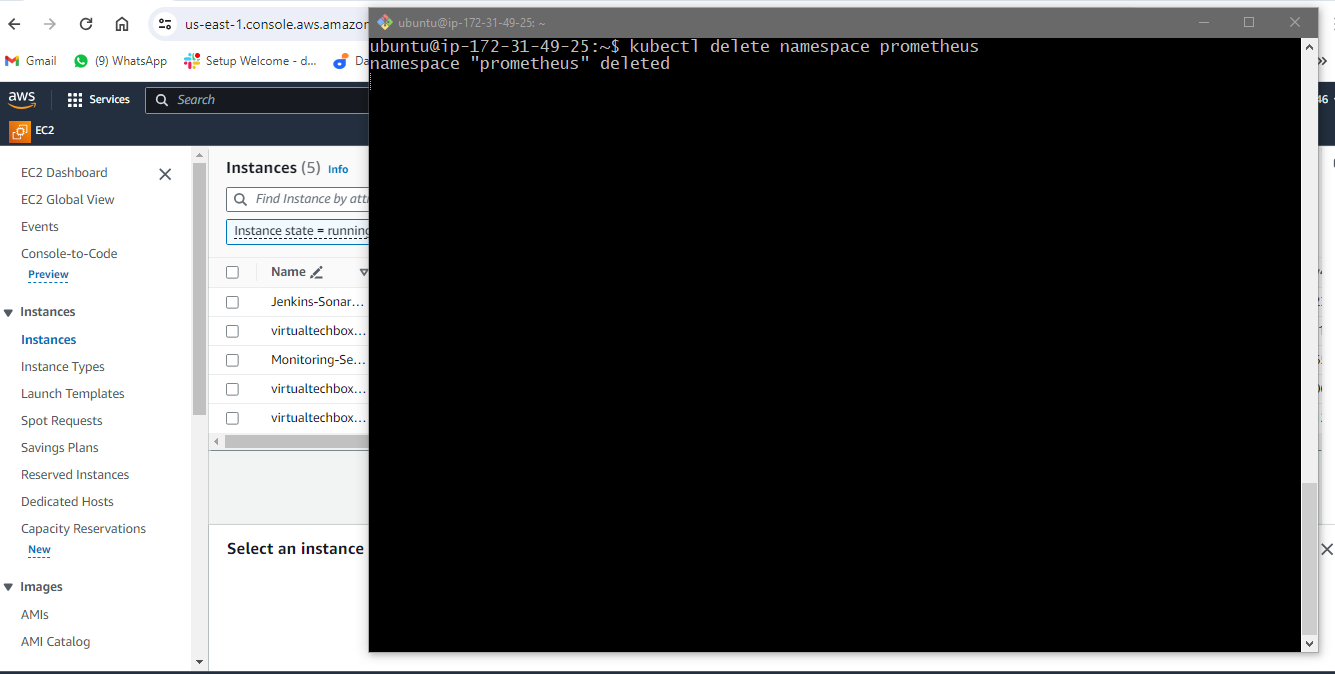 us-east-1.console.aws.amazon
Gmail
(9) WhatsApp
Setup Welcome - d...
Da
aws
Services
Search
46
EC2
EC2 Dashboard
EC2 Global View
Events
Console-to-Code
Preview
Instances
Instances
Instance Types
Launch Templates
Spot Requests
Savings Plans
Reserved Instances
Dedicated Hosts
Capacity Reservations
New
Images
AMIs
AMI Catalog
Instances (5) Info
Find Instance by att
Instance state = running
Name
Jenkins-Sonar...
virtualtechbox...
Monitoring-Se...
virtualtechbox...
virtualtechbox...
Select an instance
ubuntu@ip-172-31-49-25: ~
ubuntu@ip-172-31-49-25:~$ kubectl delete namespace prometheus
namespace "prometheus" deleted